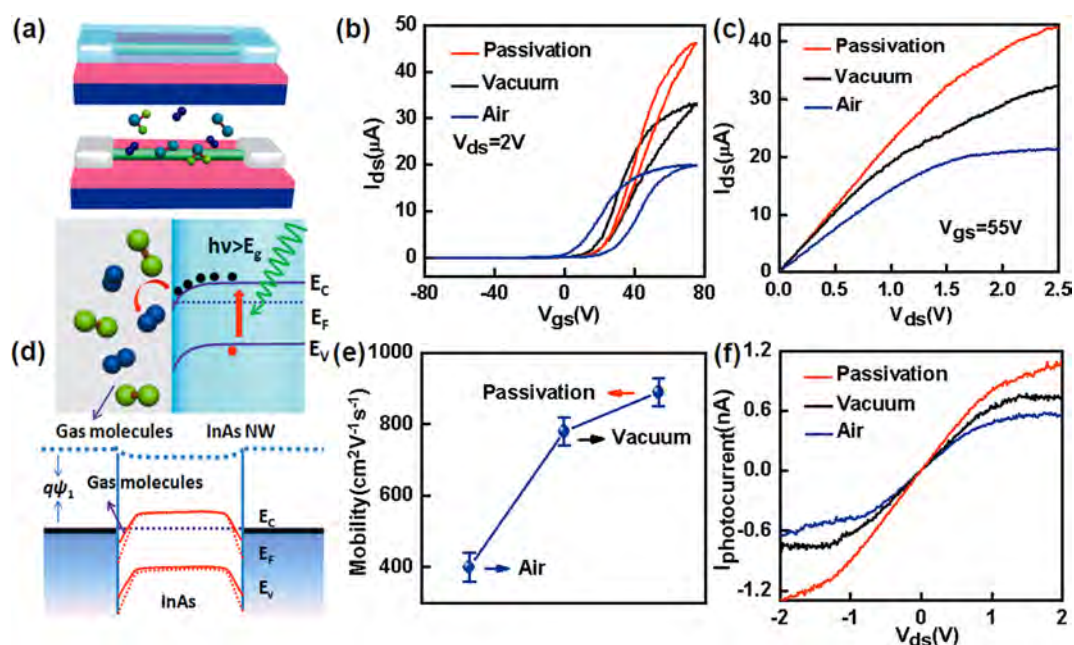 (a)
hν>Eg
EC
EF
EV
(d)
Gas molecules
InAs NW
Gas molecules
qψ1
EC
EF
EV
InAs
(b)
50
40
30
20
10
0
Ids(μA)
Passivation
Vacuum
Air
Vds=2V
-80
-40
0
40
80
Vgs(V)
(c)
40
30
20
10
0
Ids(μA)
Passivation
Vacuum
Air
Vgs=55V
0.0
0.5
1.0
1.5
2.0
2.5
Vds(V)
(e)
1000
800
600
400
Mobility(cm2V-1s-1)
Passivation
Vacuum
Air
(f)
1.2
0.6
0.0
-0.6
-1.2
Iphotocurrent(nA)
Passivation
Vacuum
Air
-2
-1
0
1
2
Vds(V)